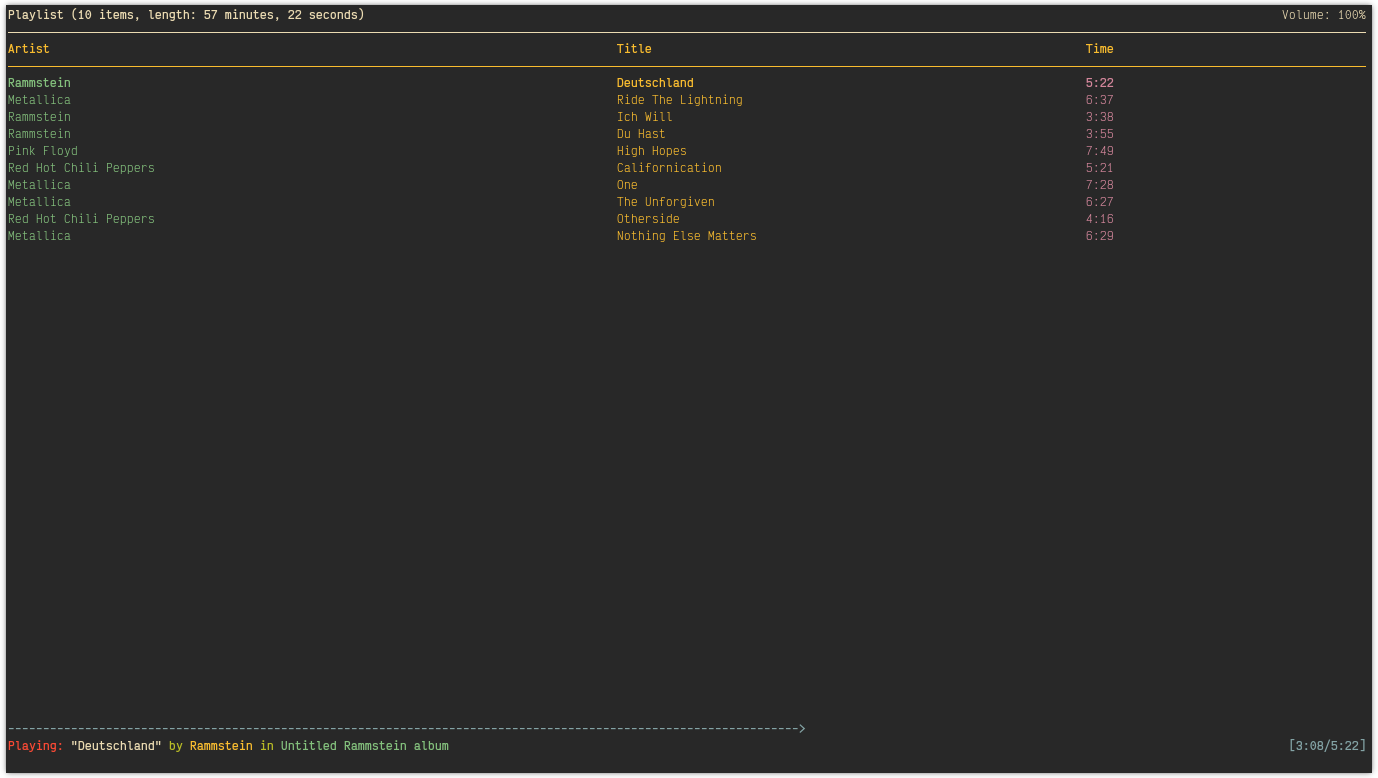 Playlist (10 items, length: 57 minutes, 22 seconds) Volume: 100%
Artist Title Time
Rammstein Deutschland 5:22
Metallica Ride The Lightning 6:37
Rammstein Ich Will 3:38
Rammstein Du Hast 3:55
Pink Floyd High Hopes 7:49
Red Hot Chili Peppers Californication 5:21
Metallica One 7:28
Metallica The Unforgiven 6:27
Red Hot Chili Peppers Otherside 4:16
Metallica Nothing Else Matters 6:29
Playing: "Deutschland" by Rammstein in Untitled Rammstein album [3:08/5:22]